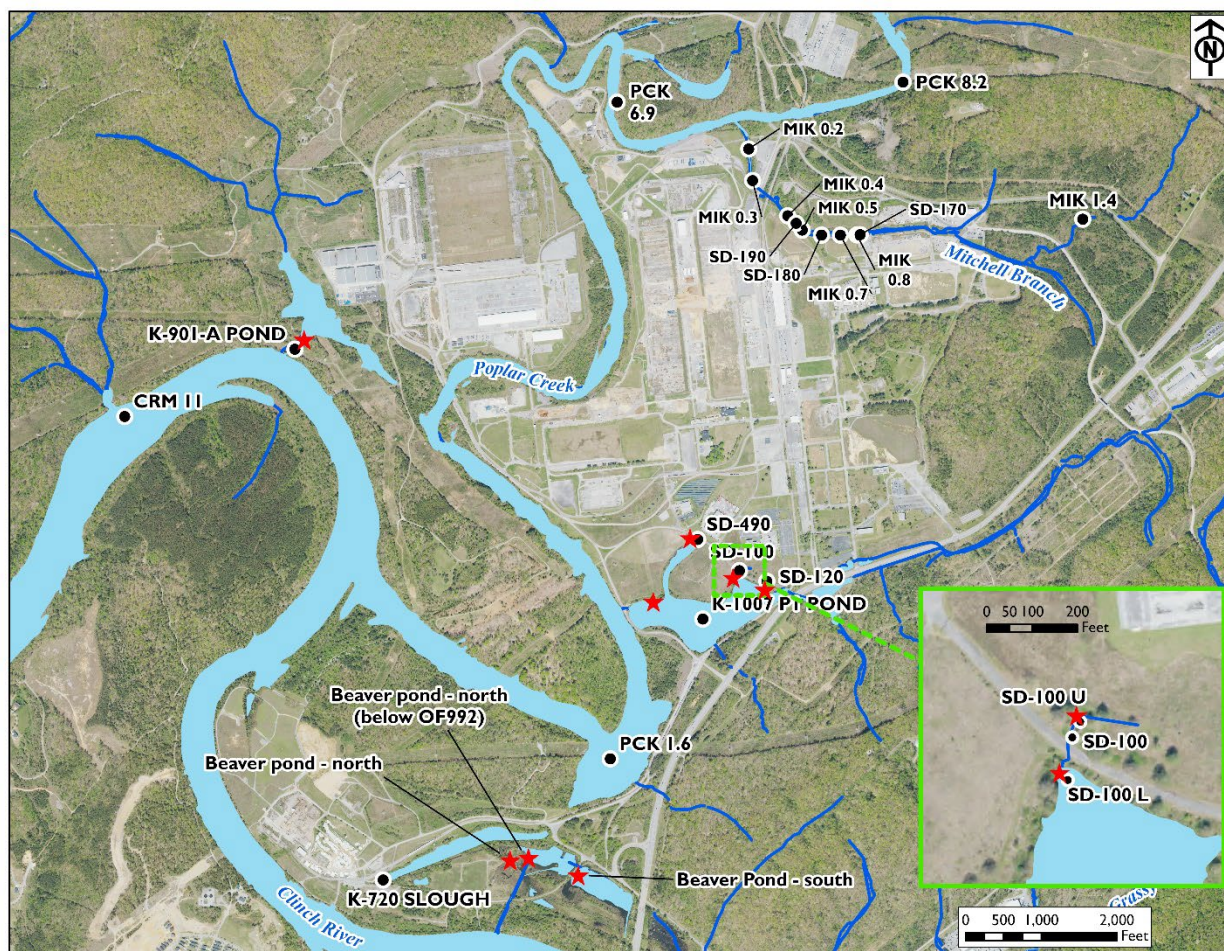 N
PCK 8.2
PCK
6.9
MIK 0.2
MIK 0.4
MIK 0.5
SD-170
MIK 1.4
MIK 0.3
SD-190
SD-180
MIK 0.7
MIK
0.8
Mitchell Branch
K-901-A POND
Poplar Creek
CRM 11
SD-490
SD-100
SD-120
K-1007 P1 POND
0 50 100 200
Feet
SD-100 U
SD-100
SD-100 L
Beaver pond - north
(below OF992)
PCK 1.6
Beaver pond - north
K-720 SLOUGH
Beaver Pond - south
Clinch River
Grassy
0 500 1,000 2,000
Feet